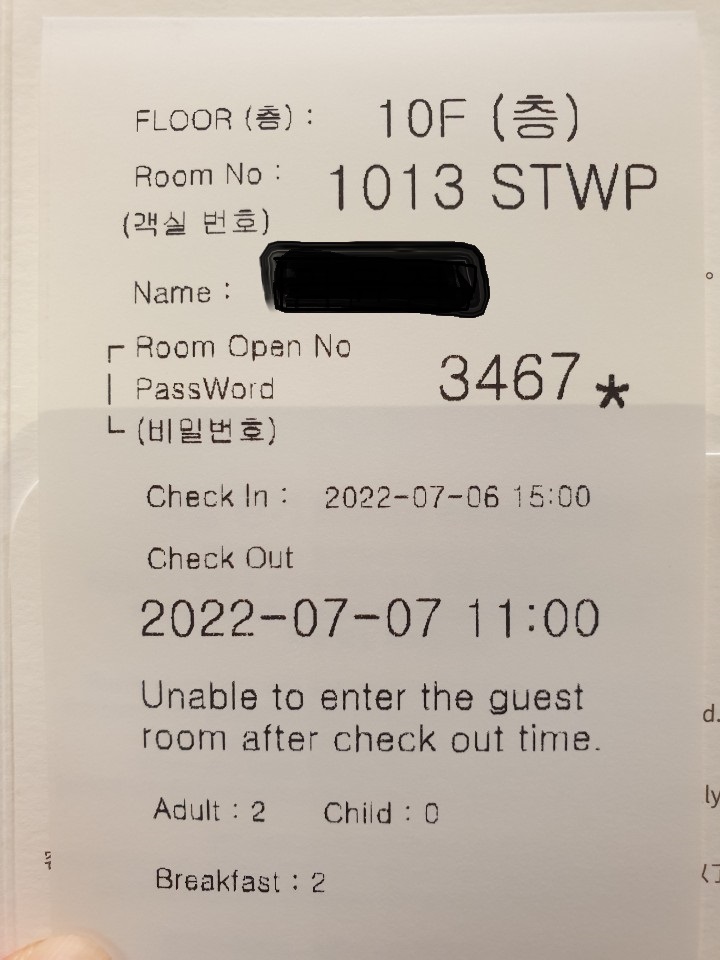 FLOOR (층) : 10F (층)
Room No : 1013 STWP
(객실 번호)
Name :
Room Open No
PassWord 3467*
(비밀번호)
Check In : 2022-07-06 15:00
Check Out
2022-07-07 11:00
Unable to enter the guest
room after check out time.
Adult : 2 Child : 0
Breakfast : 2
d.
ly